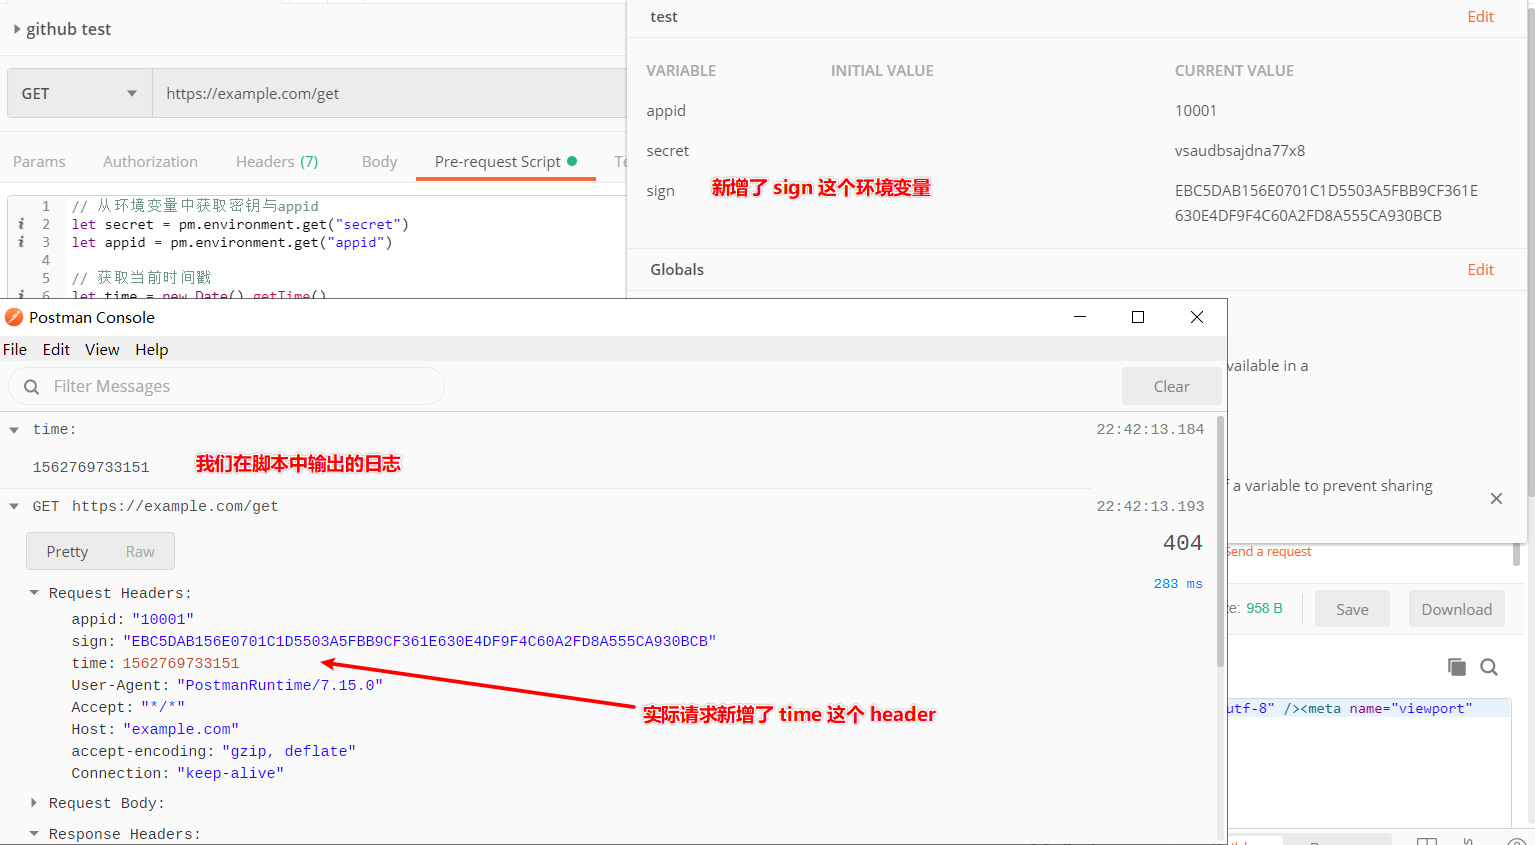 github test
GET
https://example.com/get
Params
Authorization
Headers (7)
Body
Pre-request Script
1 // 从环境变量中获取密钥与appid
2 let secret = pm.environment.get("secret")
3 let appid = pm.environment.get("appid")
4
5 // 获取当前时间戳
6 let time = new Date().getTime()
test
Edit
VARIABLE INITIAL VALUE CURRENT VALUE
appid 10001
secret vsaudbsajdna77x8
sign 新增了 sign 这个环境变量 EBC5DAB156E0701C1D5503A5FBB9CF361E
630E4DF9F4C60A2FD8A555CA930BCB
Globals
Edit
vailable in a
a variable to prevent sharing
Send a request
958 B
Save
Download
utf-8" /><meta name="viewport"
Postman Console
File Edit View Help
Filter Messages
Clear
time: 22:42:13.184
1562769733151 我们在脚本中输出的日志
GET https://example.com/get 22:42:13.193
Pretty Raw
404
283 ms
Request Headers:
appid: "10001"
sign: "EBC5DAB156E0701C1D5503A5FBB9CF361E630E4DF9F4C60A2FD8A555CA930BCB"
time: 1562769733151
User-Agent: "PostmanRuntime/7.15.0"
Accept: "*/*"
实际请求新增了 time 这个 header
Host: "example.com"
accept-encoding: "gzip, deflate"
Connection: "keep-alive"
Request Body:
Response Headers: